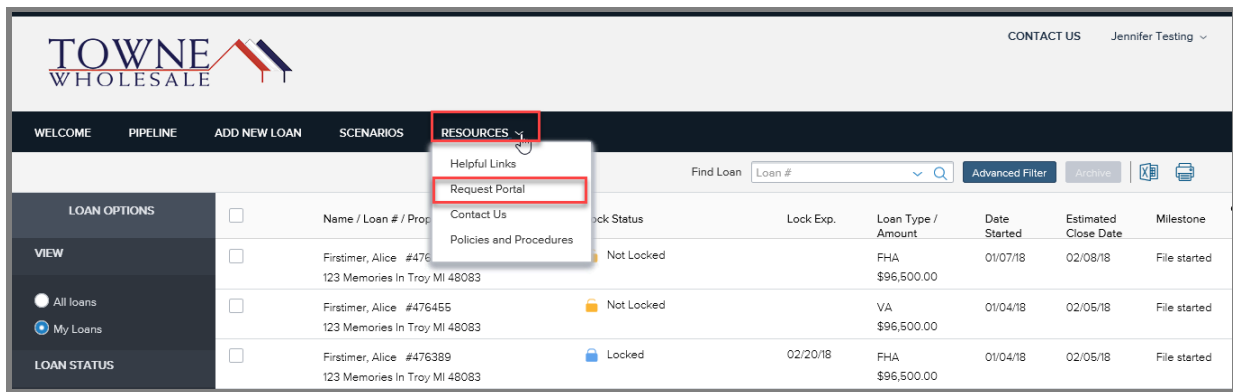 TOWNE
WHOLESALE
CONTACT US Jennifer Testing
WELCOME PIPELINE ADD NEW LOAN SCENARIOS RESOURCES
Helpful Links
Request Portal
Contact Us
Policies and Procedures
Find Loan Loan # Advanced Filter Archive
LOAN OPTIONS
Name / Loan # / Prop ock Status Lock Exp. Loan Type / Date Estimated Milestone
Amount Started Close Date
VIEW
Firstimer, Alice #476 Not Locked FHA 01/07/18 02/08/18 File started
123 Memories In Troy MI 48083 $96,500.00
All loans
Firstimer, Alice #476455 Not Locked VA 01/04/18 02/05/18 File started
My Loans
123 Memories In Troy MI 48083 $96,500.00
LOAN STATUS
Firstimer, Alice #476389 Locked 02/20/18 FHA 01/04/18 02/05/18 File started
123 Memories In Troy MI 48083 $96,500.00